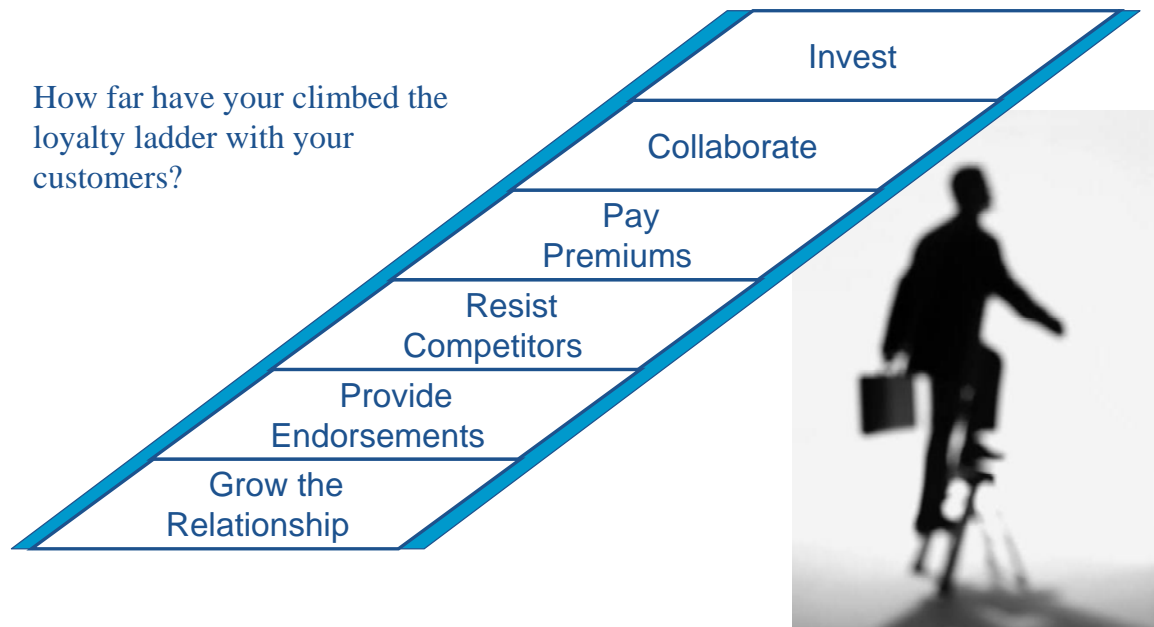 How far have your climbed the
loyalty ladder with your
customers?
Invest
Collaborate
Pay
Premiums
Resist
Competitors
Provide
Endorsements
Grow the
Relationship